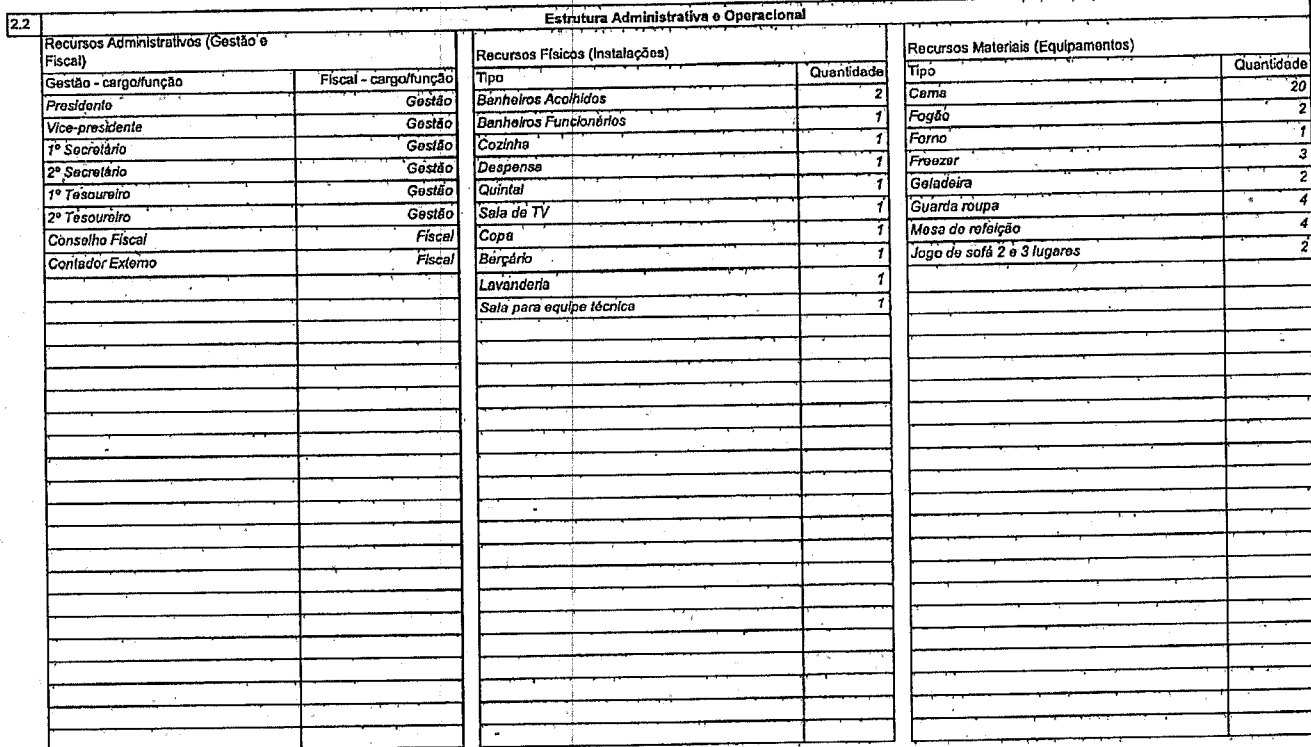 2.2 Estrutura Administrativa e Operacional
Recursos Administrativos (Gestão e
Fiscal)
Gestão - cargo/função Fiscal - cargo/função
Presidente Gestão
Vice-presidente Gestão
1º Secretário Gestão
2º Secretário Gestão
1º Tesoureiro Gestão
2º Tesoureiro Gestão
Conselho Fiscal Fiscal
Contador Externo Fiscal
Recursos Físicos (Instalações)
Tipo Quantidade
Banheiros Acolhidos 2
Banheiros Funcionários 1
Cozinha 1
Despensa 1
Quintal 1
Sala de TV 1
Copa 1
Berçário 1
Lavanderia 1
Sala para equipe técnica 1
Recursos Materiais (Equipamentos)
Tipo Quantidade
Cama 20
Fogão 2
Forno 1
Freezer 3
Geladeira 2
Guarda roupa 4
Mesa de refeição 4
Jogo de sofá 2 e 3 lugares 2